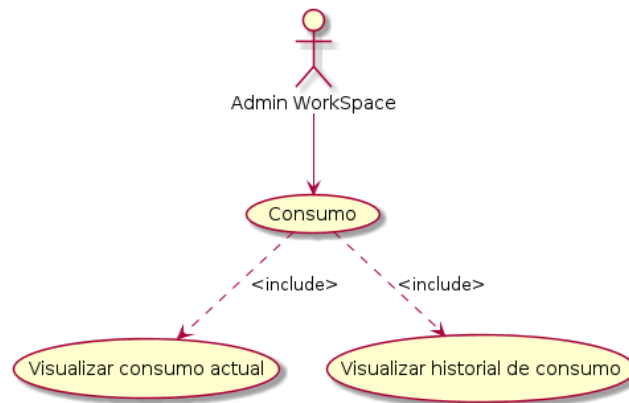 Admin WorkSpace
Consumo
<include>
<include>
Visualizar consumo actual
Visualizar historial de consumo